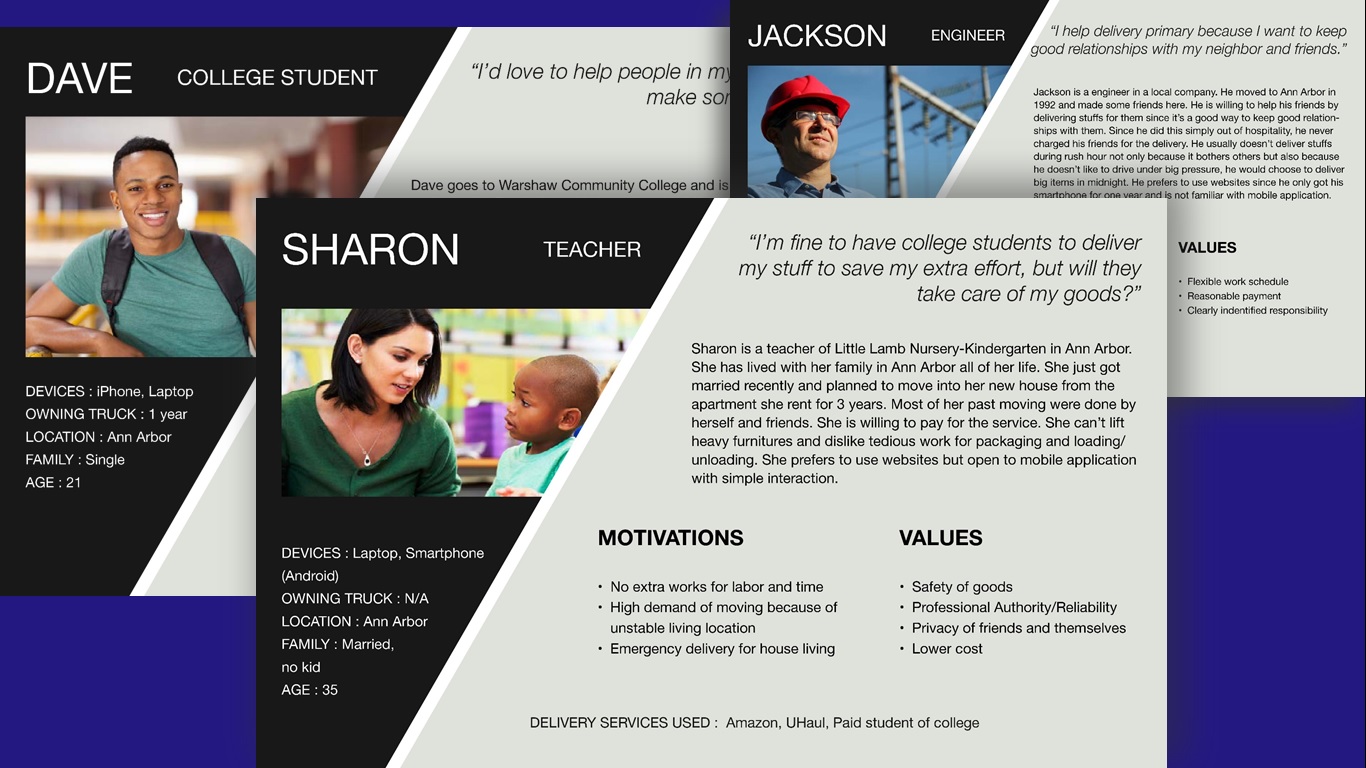 DAVE
COLLEGE STUDENT
“I’d love to help people in my
make
Dave goes to Warshaw Community College and is
DEVICES : iPhone, Laptop
OWNING TRUCK : 1 year
LOCATION : Ann Arbor
FAMILY : Single
AGE : 21
JACKSON
ENGINEER
“I help delivery primary because I want to keep
good relationships with my neighbor and friends.”
Jackson is a engineer in a local company. He moved to Ann Arbor in
1992 and made some friends here. He is willing to help his friends by
delivering stuffs for them since it’s a good way to keep good relation-
ships with them. Since he did this simply out of hospitality, he never
charged his friends for the delivery. He usually doesn’t deliver stuffs
during rush hour not only because it bothers others but also because
he doesn’t like to drive under big pressure, he would choose to deliver
big items in midnight. He prefers to use websites since he only got his
smartphone for one year and is not familiar with mobile application.
VALUES
• Flexible work schedule
• Reasonable payment
• Clearly indentified responsibility
SHARON
TEACHER
“I’m fine to have college students to deliver
my stuff to save my extra effort, but will they
take care of my goods?”
Sharon is a teacher of Little Lamb Nursery-Kindergarten in Ann Arbor.
She has lived with her family in Ann Arbor all of her life. She just got
married recently and planned to move into her new house from the
apartment she rent for 3 years. Most of her past moving were done by
herself and friends. She is willing to pay for the service. She can’t lift
heavy furnitures and dislike tedious work for packaging and loading/
unloading. She prefers to use websites but open to mobile application
with simple interaction.
DEVICES : Laptop, Smartphone
(Android)
OWNING TRUCK : N/A
LOCATION : Ann Arbor
FAMILY : Married,
no kid
AGE : 35
MOTIVATIONS
• No extra works for labor and time
• High demand of moving because of
unstable living location
• Emergency delivery for house living
VALUES
• Safety of goods
• Professional Authority/Reliability
• Privacy of friends and themselves
• Lower cost
DELIVERY SERVICES USED : Amazon, UHaul, Paid student of college